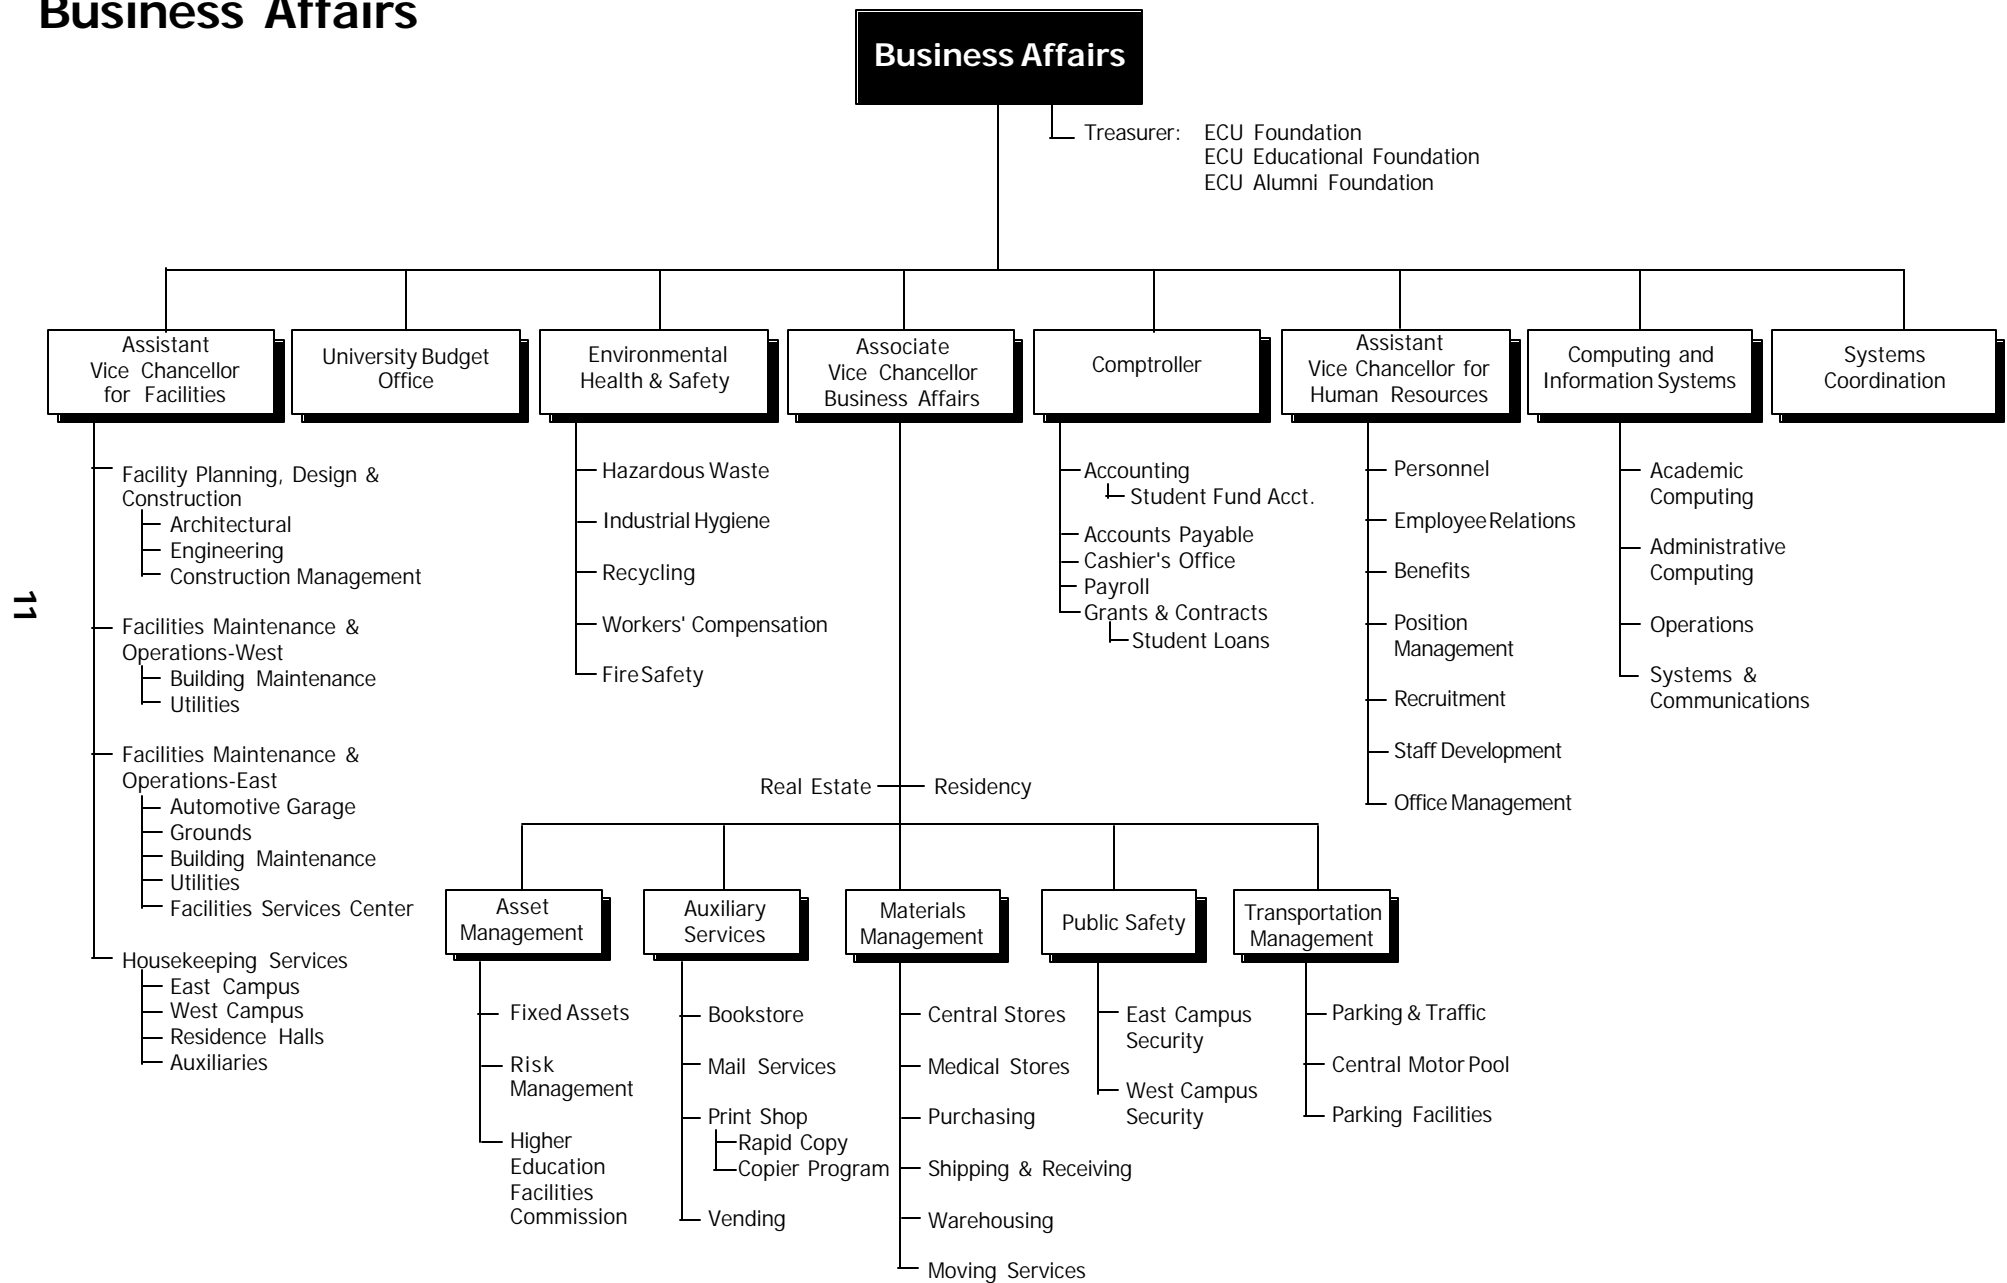 Business Affairs
Business Affairs
Treasurer: ECU Foundation
ECU Educational Foundation
ECU Alumni Foundation
Assistant
Vice Chancellor
for Facilities
University Budget
Office
Environmental
Health & Safety
Associate
Vice Chancellor
Business Affairs
Comptroller
Assistant
Vice Chancellor for
Human Resources
Computing and
Information Systems
Systems
Coordination
Facility Planning, Design &
Construction
Architectural
Engineering
Construction Management
Facilities Maintenance &
Operations-West
Building Maintenance
Utilities
Facilities Maintenance &
Operations-East
Automotive Garage
Grounds
Building Maintenance
Utilities
Facilities Services Center
Housekeeping Services
East Campus
West Campus
Residence Halls
Auxiliaries
Hazardous Waste
Industrial Hygiene
Recycling
Workers' Compensation
Fire Safety
Real Estate
Residency
Accounting
Student Fund Acct.
Accounts Payable
Cashier's Office
Payroll
Grants & Contracts
Student Loans
Personnel
Employee Relations
Benefits
Position
Management
Recruitment
Staff Development
Office Management
Academic
Computing
Administrative
Computing
Operations
Systems &
Communications
Asset
Management
Fixed Assets
Risk
Management
Higher
Education
Facilities
Commission
Auxiliary
Services
Bookstore
Mail Services
Print Shop
Rapid Copy
Copier Program
Vending
Materials
Management
Central Stores
Medical Stores
Purchasing
Shipping & Receiving
Warehousing
Moving Services
Public Safety
East Campus
Security
West Campus
Security
Transportation
Management
Parking & Traffic
Central Motor Pool
Parking Facilities
11